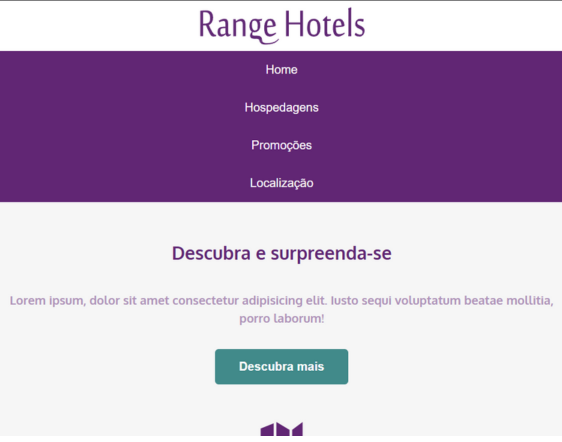 Range Hotels
Home
Hospedagens
Promoções
Localização
Descubra e surpreenda-se
Lorem ipsum, dolor sit amet consectetur adipisicing elit. Iusto sequi voluptatum beatae mollitia,
porro laborum!
Descubra mais